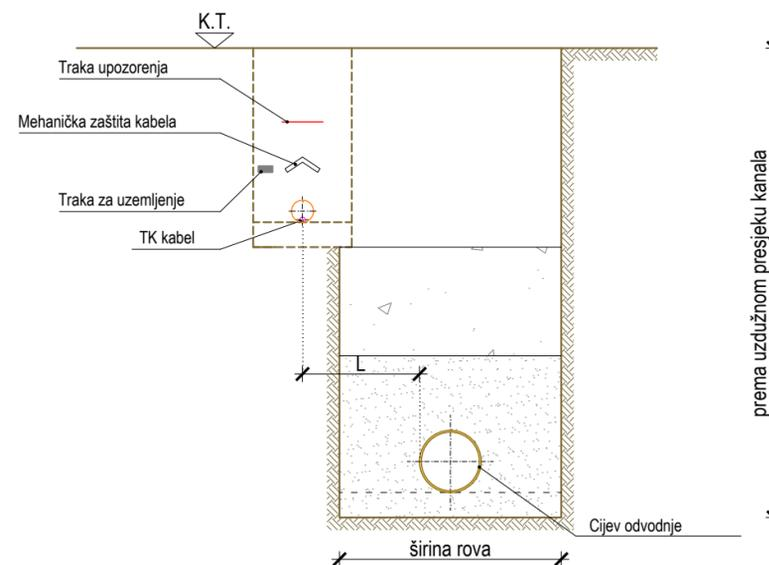 K.T.
Traka upozorenja
Mehanička zaštita kabela
Traka za uzemljenje
TK kabel
L
prema uzdužnom presjeku kanala
Cijev odvodnje
širina rova